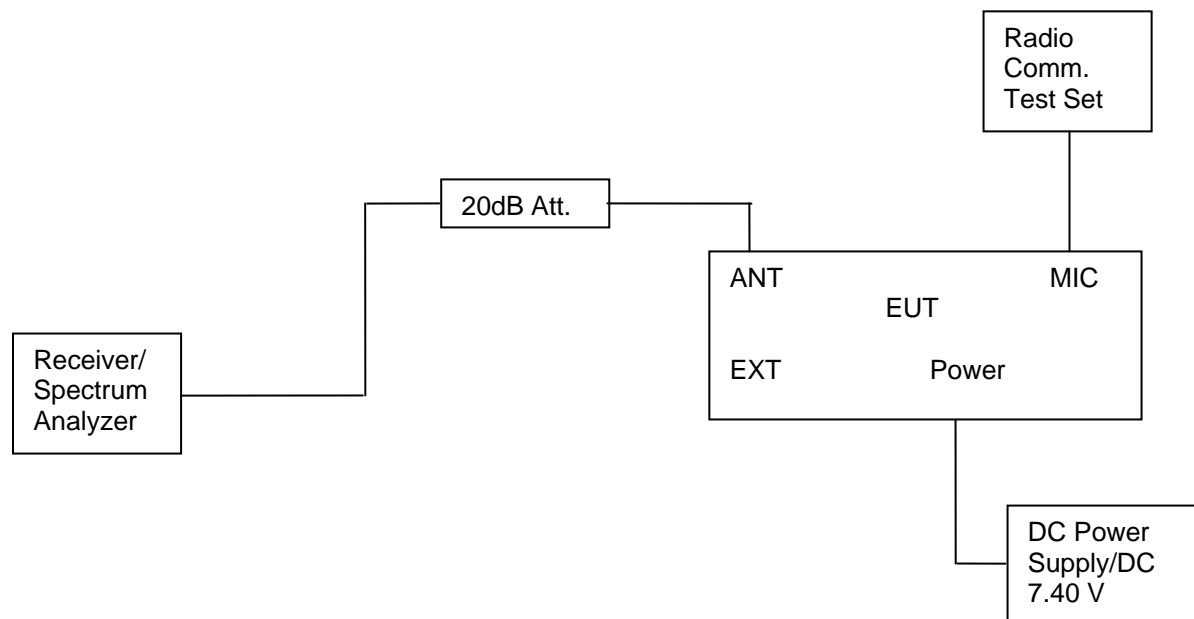 Radio
Comm.
Test Set
20dB Att.
ANT
MIC
EUT
EXT
Power
Receiver/
Spectrum
Analyzer
DC Power
Supply/DC
7.40 V